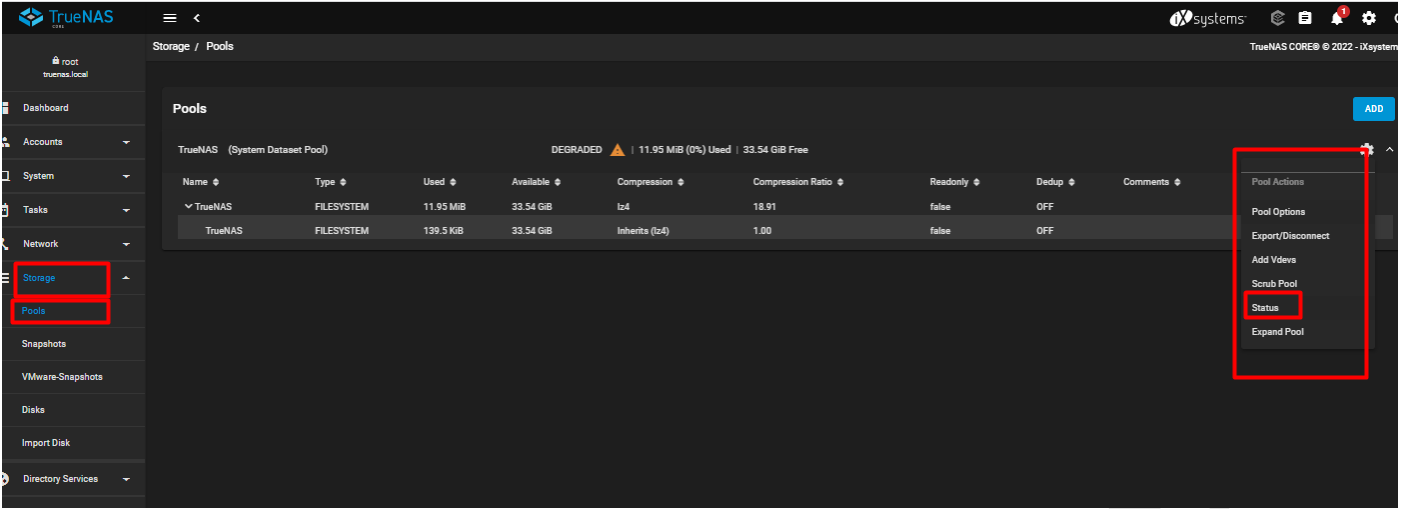 TrueNAS
CORE
iXsystems
1
root
truenas.local
Storage / Pools
TrueNAS CORE® © 2022 - iXsystem
Dashboard
Accounts
System
Tasks
Network
Storage
Pools
Snapshots
VMware-Snapshots
Disks
Import Disk
Directory Services
Pools
ADD
TrueNAS (System Dataset Pool) DEGRADED | 11.95 MiB (0%) Used | 33.54 GiB Free
Name Type Used Available Compression Compression Ratio Readonly Dedup Comments
TrueNAS FILESYSTEM 11.95 MiB 33.54 GiB lz4 18.91 false OFF
TrueNAS FILESYSTEM 139.5 KiB 33.54 GiB Inherits (lz4) 1.00 false OFF
Pool Actions
Pool Options
Export/Disconnect
Add Vdevs
Scrub Pool
Status
Expand Pool